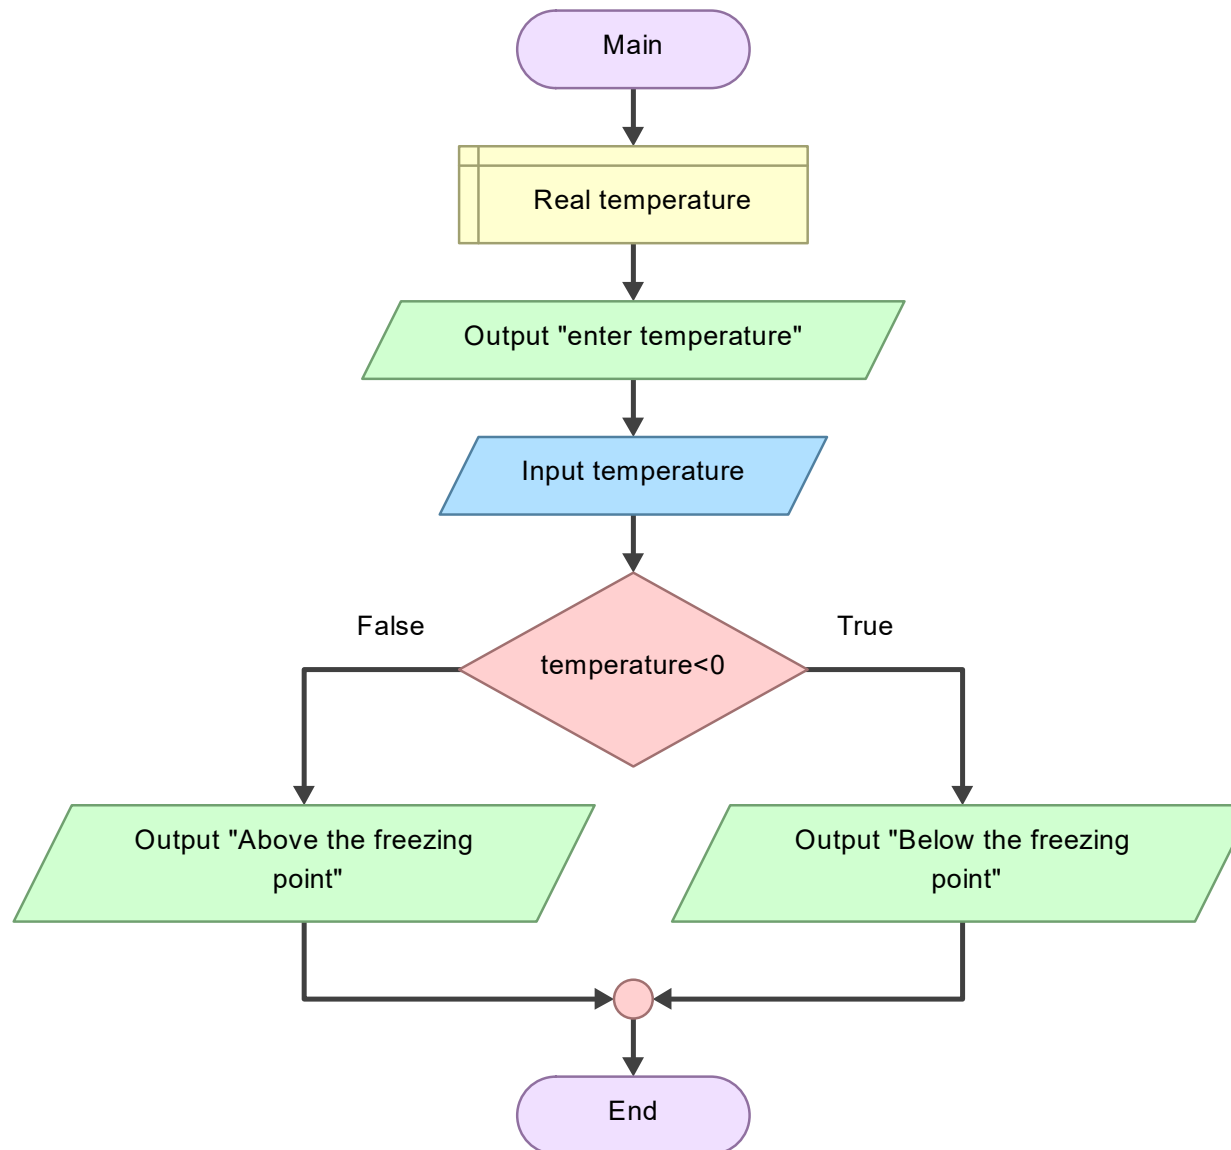 Main
Real temperature
Output "enter temperature"
Input temperature
False
True
temperature<0
Output "Above the freezing
point"
Output "Below the freezing
point"
End